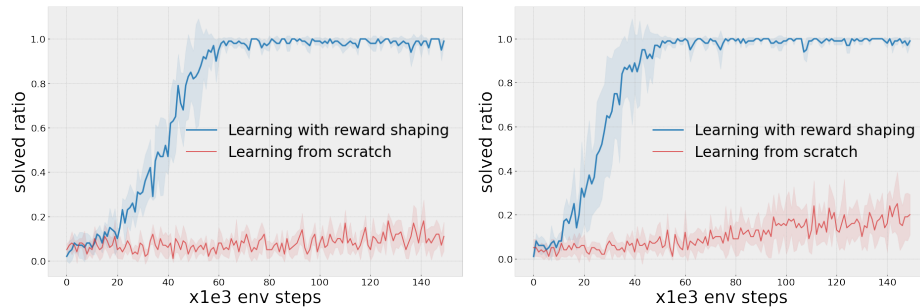 1.0
0.8
0.6
0.4
0.2
0.0
solved ratio
Learning with reward shaping
Learning from scratch
0 20 40 60 80 100 120 140
x1e3 env steps
1.0
0.8
0.6
0.4
0.2
0.0
solved ratio
Learning with reward shaping
Learning from scratch
0 20 40 60 80 100 120 140
x1e3 env steps